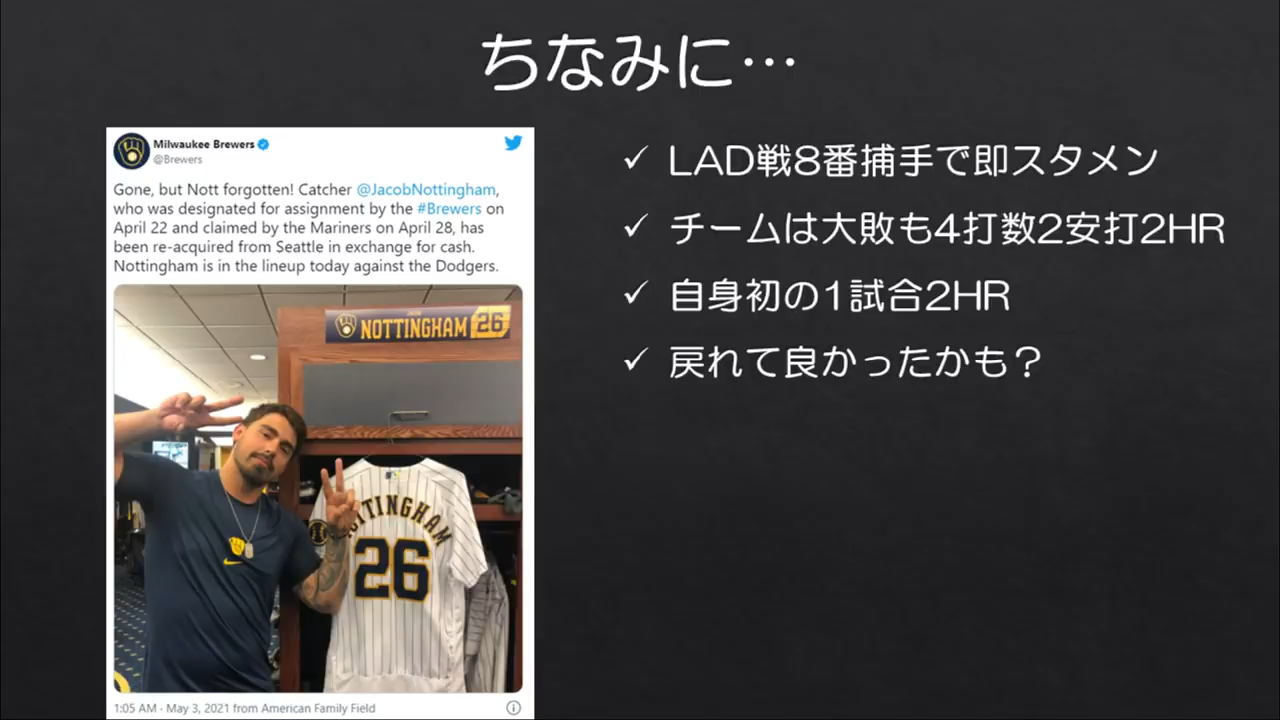 ちなみに…
Milwaukee Brewers
@Brewers
Gone, but Nott forgotten! Catcher @JacobNottingham,
who was designated for assignment by the #Brewers on
April 22 and claimed by the Mariners on April 28, has
been re-acquired from Seattle in exchange for cash.
Nottingham is in the lineup today against the Dodgers.
NOTTINGHAM 26
NOTTINGHAM
26
1:05 AM · May 3, 2021 from American Family Field
✓ LAD戦8番捕手で即スタメン
✓ チームは大敗も4打数2安打2HR
✓ 自身初の1試合2HR
✓ 戻れて良かったかも？